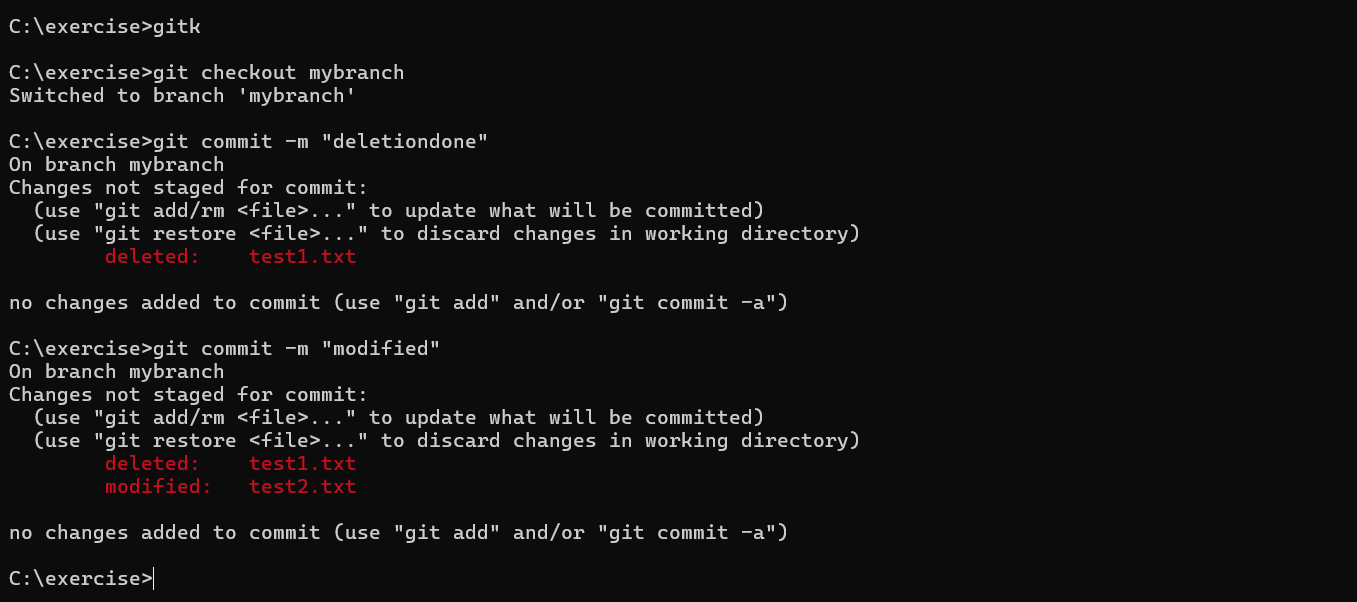 C:\exercise>gitk
C:\exercise>git checkout mybranch
Switched to branch 'mybranch'
C:\exercise>git commit -m "deletiondone"
On branch mybranch
Changes not staged for commit:
  (use "git add/rm <file>..." to update what will be committed)
  (use "git restore <file>..." to discard changes in working directory)
        deleted:    test1.txt
no changes added to commit (use "git add" and/or "git commit -a")
C:\exercise>git commit -m "modified"
On branch mybranch
Changes not staged for commit:
  (use "git add/rm <file>..." to update what will be committed)
  (use "git restore <file>..." to discard changes in working directory)
        deleted:    test1.txt
        modified:   test2.txt
no changes added to commit (use "git add" and/or "git commit -a")
C:\exercise>